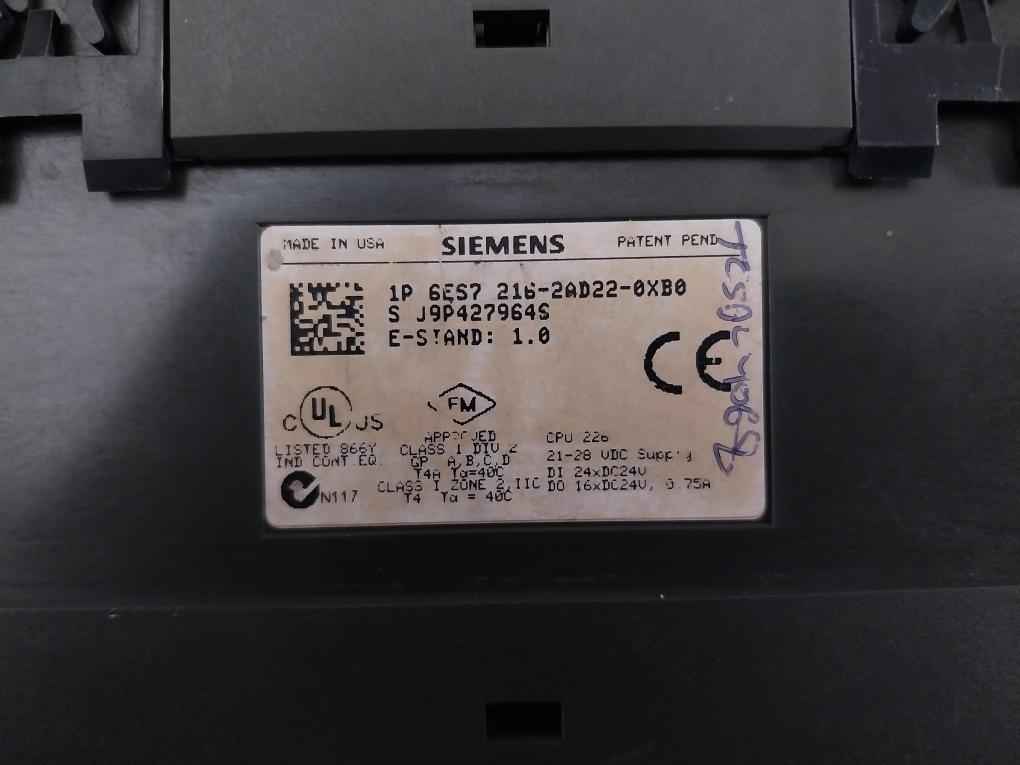 MADE IN USA SIEMENS PATENT PEND
1P 6ES7 216-2AD22-0XB0
S J9P427964S
E-STAND: 1.0
CE
C UL US
LISTED 866Y
IND CONT.EQ.
N117
FM
APPROVED
CLASS 1 DIV 2
GP A,B,C,D
T4A Ta=40C
CLASS I ZONE 2,IIC
T4 Ta = 40C
CPU 226
21-28 VDC Supply
DI 24xDC24V
DO 16xDC24V, 0.75A